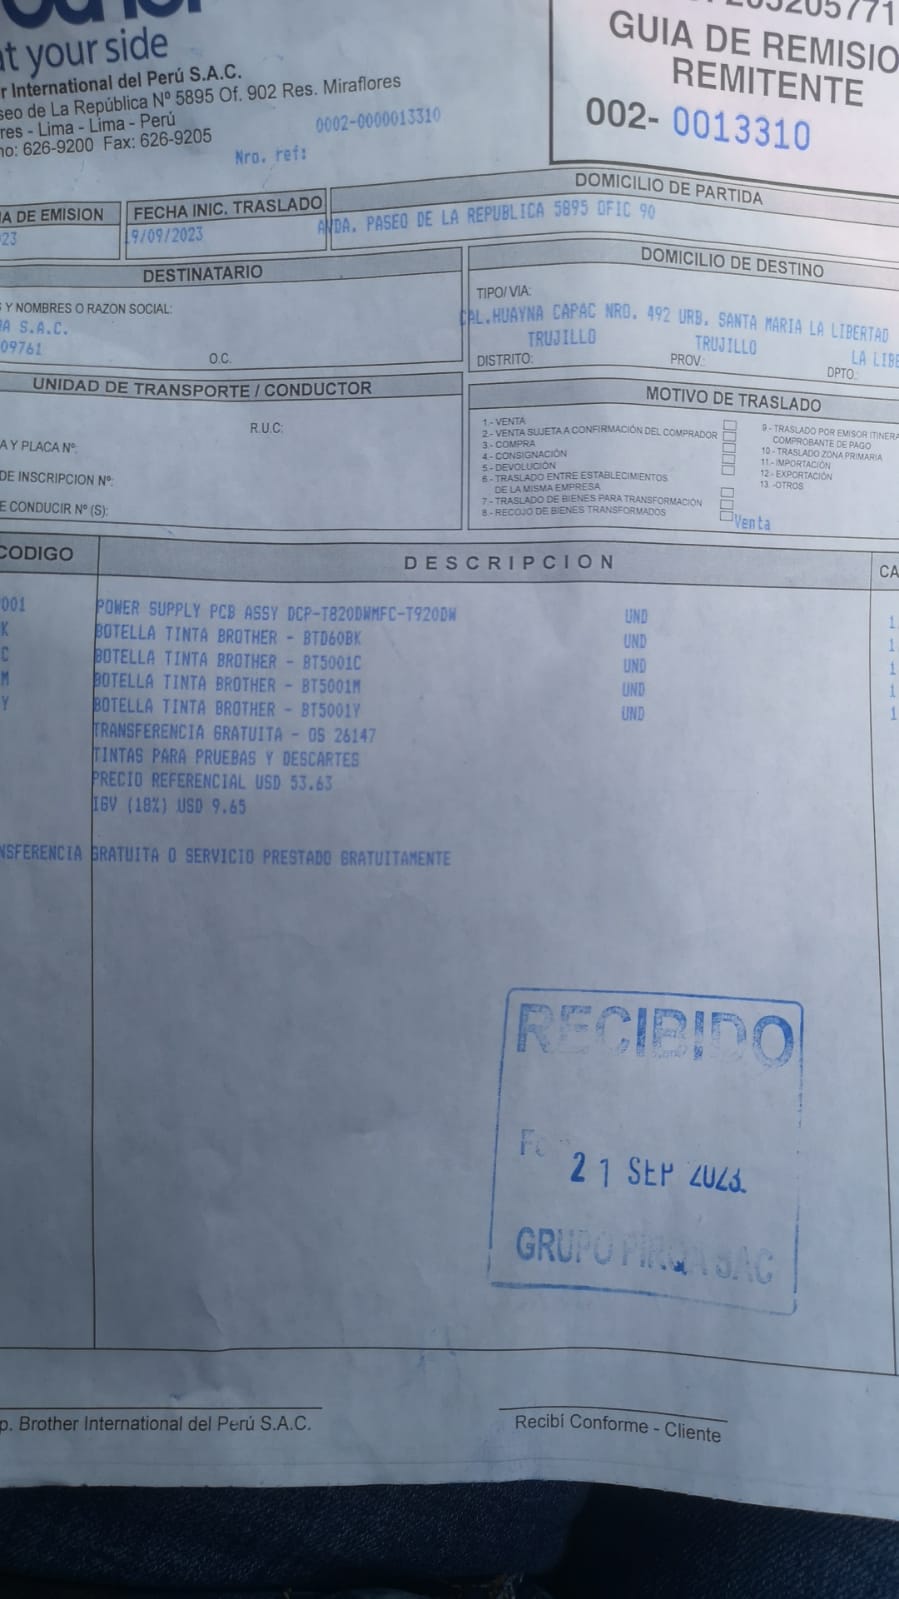 at your side
International del Perú S.A.C.
de La República Nº 5895 Of. 902 Res. Miraflores
- Lima - Lima - Perú
626-9200 Fax: 626-9205
0002-0000013310
Nro. ref:
GUIA DE REMISIO
REMITENTE
002- 0013310
DE EMISION
FECHA INIC. TRASLADO
DOMICILIO DE PARTIDA
23
9/09/2023
AVDA. PASEO DE LA REPUBLICA 5895 OFIC 90
DESTINATARIO
DOMICILIO DE DESTINO
Y NOMBRES O RAZON SOCIAL:
S.A.C.
09761
O.C.
TIPO/VIA:
CAL.HUAYNA CAPAC NRO. 492 URB. SANTA MARIA LA LIBERTAD
TRUJILLO TRUJILLO LA LIBE
DISTRITO: PROV.: DPTO.:
UNIDAD DE TRANSPORTE / CONDUCTOR
R.U.C:
A Y PLACA Nº:
DE INSCRIPCION Nº:
E CONDUCIR Nº (S):
MOTIVO DE TRASLADO
1.- VENTA
2.- VENTA SUJETA A CONFIRMACIÓN DEL COMPRADOR
3.- COMPRA
4.- CONSIGNACIÓN
5.- DEVOLUCIÓN
6.- TRASLADO ENTRE ESTABLECIMIENTOS
DE LA MISMA EMPRESA
7.- TRASLADO DE BIENES PARA TRANSFORMACIÓN
8.- RECOJO DE BIENES TRANSFORMADOS
9.- TRASLADO POR EMISOR ITINERA
COMPROBANTE DE PAGO
10.- TRASLADO ZONA PRIMARIA
11.- IMPORTACIÓN
12.- EXPORTACIÓN
13.-OTROS
Venta
CODIGO DESCRIPCION CA
001 POWER SUPPLY PCB ASSY DCP-T820DWMFC-T920DW UND 1
K BOTELLA TINTA BROTHER - BTD60BK UND 1
C BOTELLA TINTA BROTHER - BT5001C UND 1
M BOTELLA TINTA BROTHER - BT5001M UND 1
Y BOTELLA TINTA BROTHER - BT5001Y UND 1
TRANSFERENCIA GRATUITA - OS 26147
TINTAS PARA PRUEBAS Y DESCARTES
PRECIO REFERENCIAL USD 53.63
IGV (18%) USD 9.65
NSFERENCIA GRATUITA O SERVICIO PRESTADO GRATUITAMENTE
RECIBIDO
21 SEP 2023
GRUPO PIRQA SAC
p. Brother International del Perú S.A.C.
Recibí Conforme - Cliente